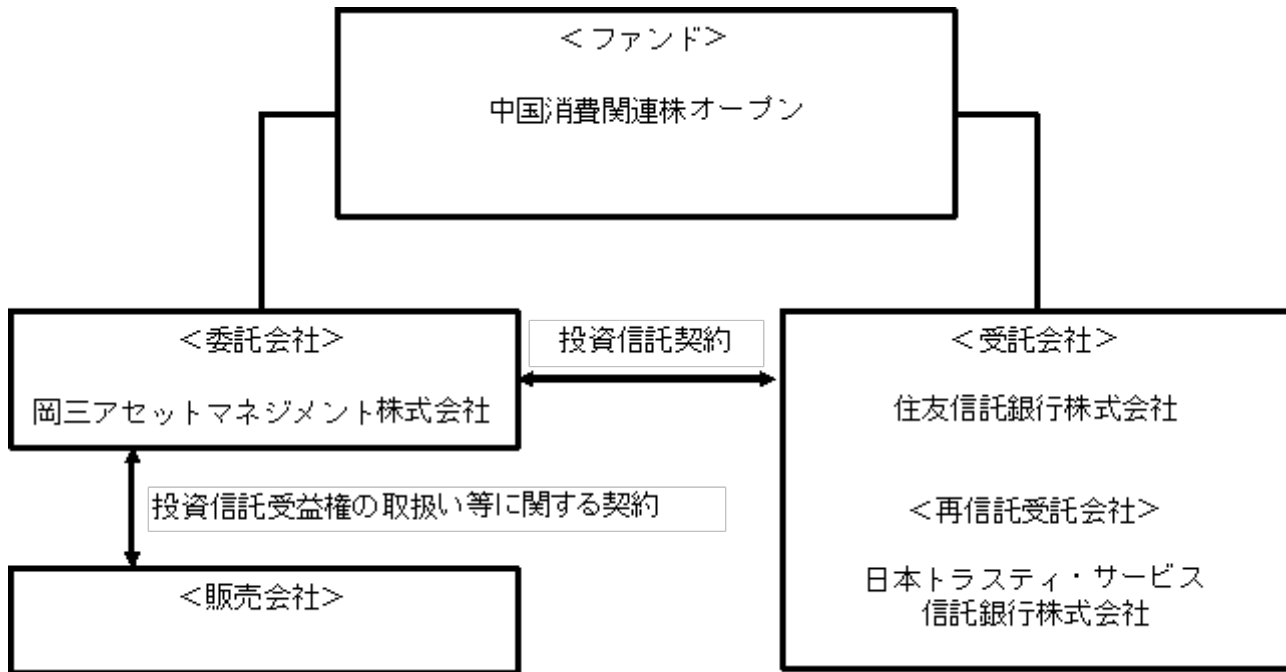 ＜ファンド＞
中国消費関連株オープン
＜委託会社＞
岡三アセットマネジメント株式会社
投資信託契約
＜受託会社＞
住友信託銀行株式会社
＜再信託受託会社＞
日本トラスティ・サービス
信託銀行株式会社
投資信託受益権の取扱い等に関する契約
＜販売会社＞